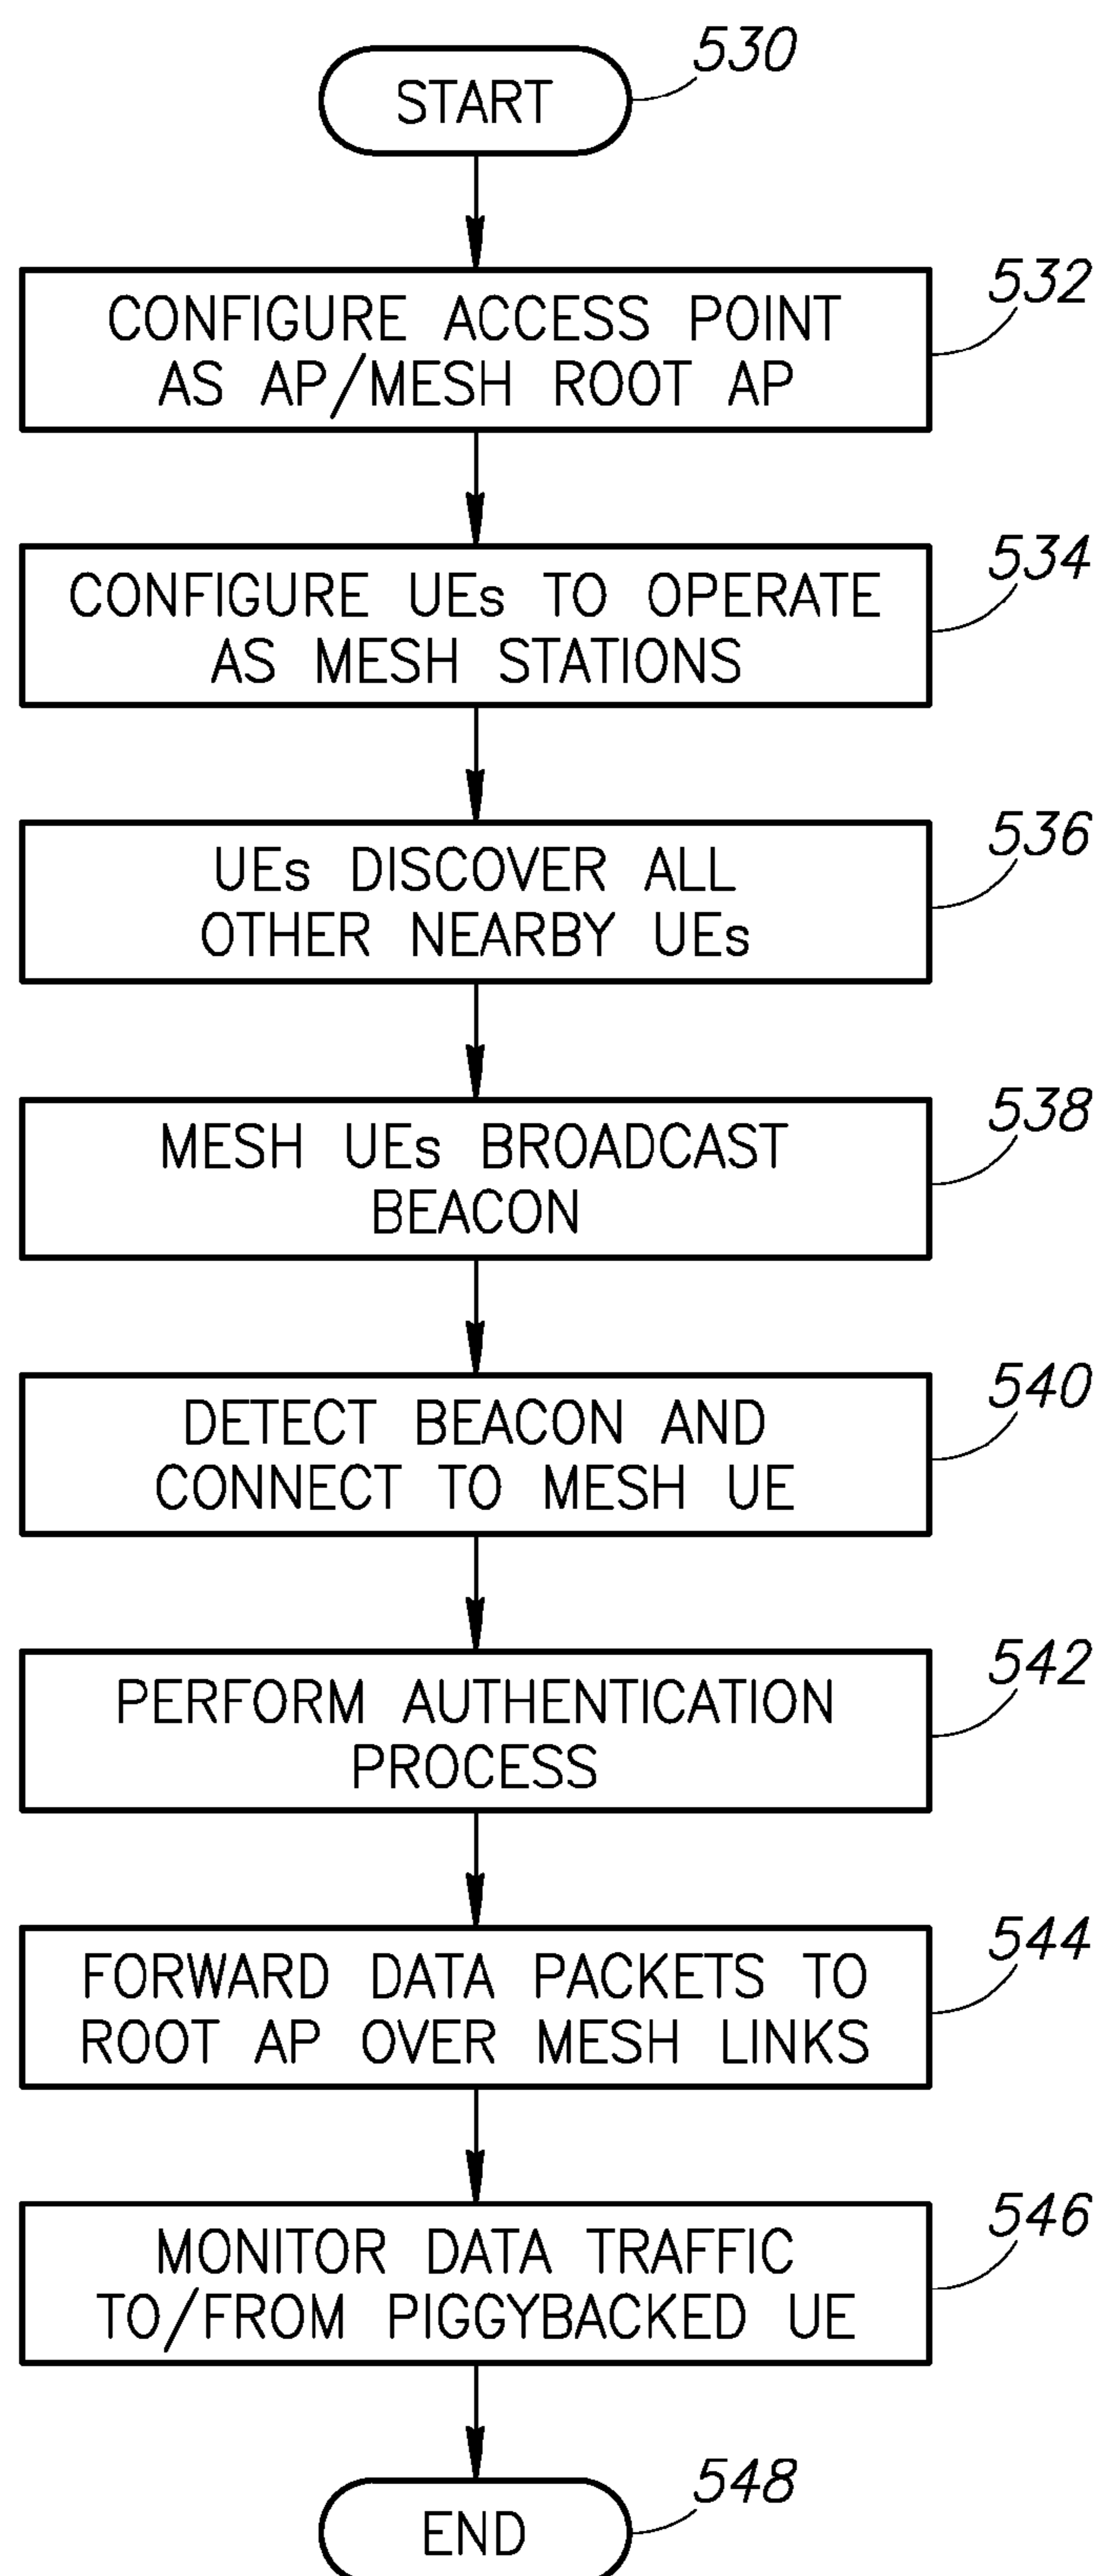 530
START
532
CONFIGURE ACCESS POINT
AS AP/MESH ROOT AP
534
CONFIGURE UEs TO OPERATE
AS MESH STATIONS
536
UEs DISCOVER ALL
OTHER NEARBY UEs
538
MESH UEs BROADCAST
BEACON
540
DETECT BEACON AND
CONNECT TO MESH UE
542
PERFORM AUTHENTICATION
PROCESS
544
FORWARD DATA PACKETS TO
ROOT AP OVER MESH LINKS
546
MONITOR DATA TRAFFIC
TO/FROM PIGGYBACKED UE
548
END